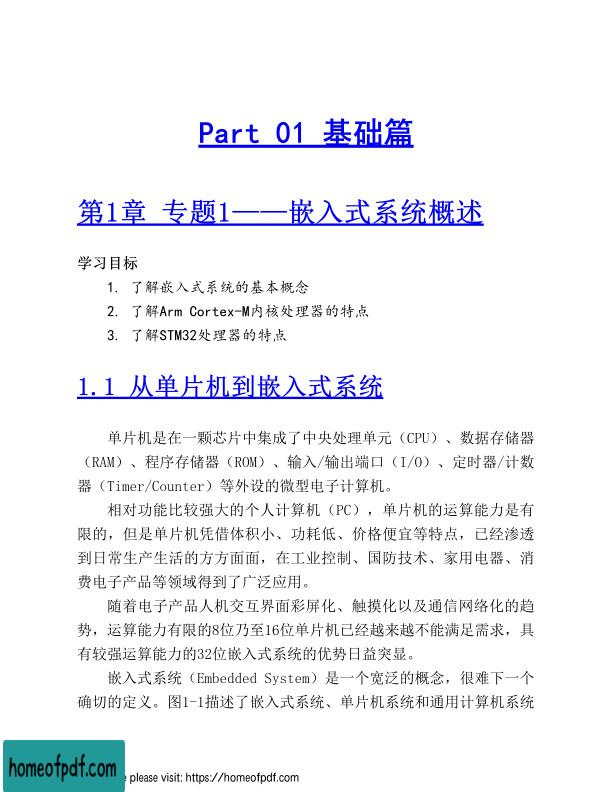 Part 01 基础篇
第1章 专题1——嵌入式系统概述
学习目标
1. 了解嵌入式系统的基本概念
2. 了解Arm Cortex-M内核处理器的特点
3. 了解STM32处理器的特点
1.1 从单片机到嵌入式系统
单片机是在一颗芯片中集成了中央处理单元（CPU）、数据存储器
（RAM）、程序存储器（ROM）、输入/输出端口（I/O）、定时器/计数
器（Timer/Counter）等外设的微型电子计算机。
相对功能比较强大的个人计算机（PC），单片机的运算能力是有
限的，但是单片机凭借体积小、功耗低、价格便宜等特点，已经渗透
到日常生产生活的方方面面，在工业控制、国防技术、家用电器、消
费电子产品等领域得到了广泛应用。
随着电子产品人机交互界面彩屏化、触摸化以及通信网络化的趋
势，运算能力有限的8位乃至16位单片机已经越来越不能满足需求，具
有较强运算能力的32位嵌入式系统的优势日益突显。
嵌入式系统（Embedded System）是一个宽泛的概念，很难下一个
确切的定义。图1-1描述了嵌入式系统、单片机系统和通用计算机系统
homeofpdf.com
please visit: https://homeofpdf.com